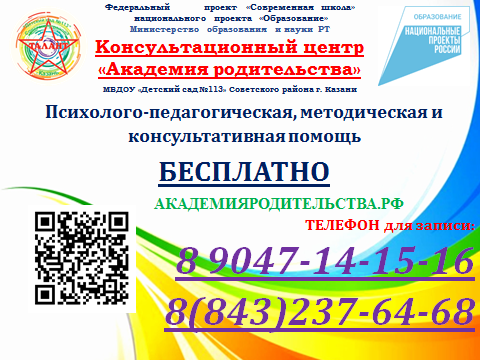 Федеральный проект «Современная школа»
национального проекта «Образование»
Министерство образования и науки РТ
Консультационный центр
«Академия родительства»
МБДОУ «Детский сад №113» Советского района г. Казани
ТАЛАНТ
ОБРАЗОВАНИЕ
НАЦИОНАЛЬНЫЕ
ПРОЕКТЫ
РОССИИ
Психолого-педагогическая, методическая и
консультативная помощь
БЕСПЛАТНО
АКАДЕМИЯРОДИТЕЛЬСТВА.РФ
ТЕЛЕФОН для записи:
8 9047-14-15-16
8(843)237-64-68